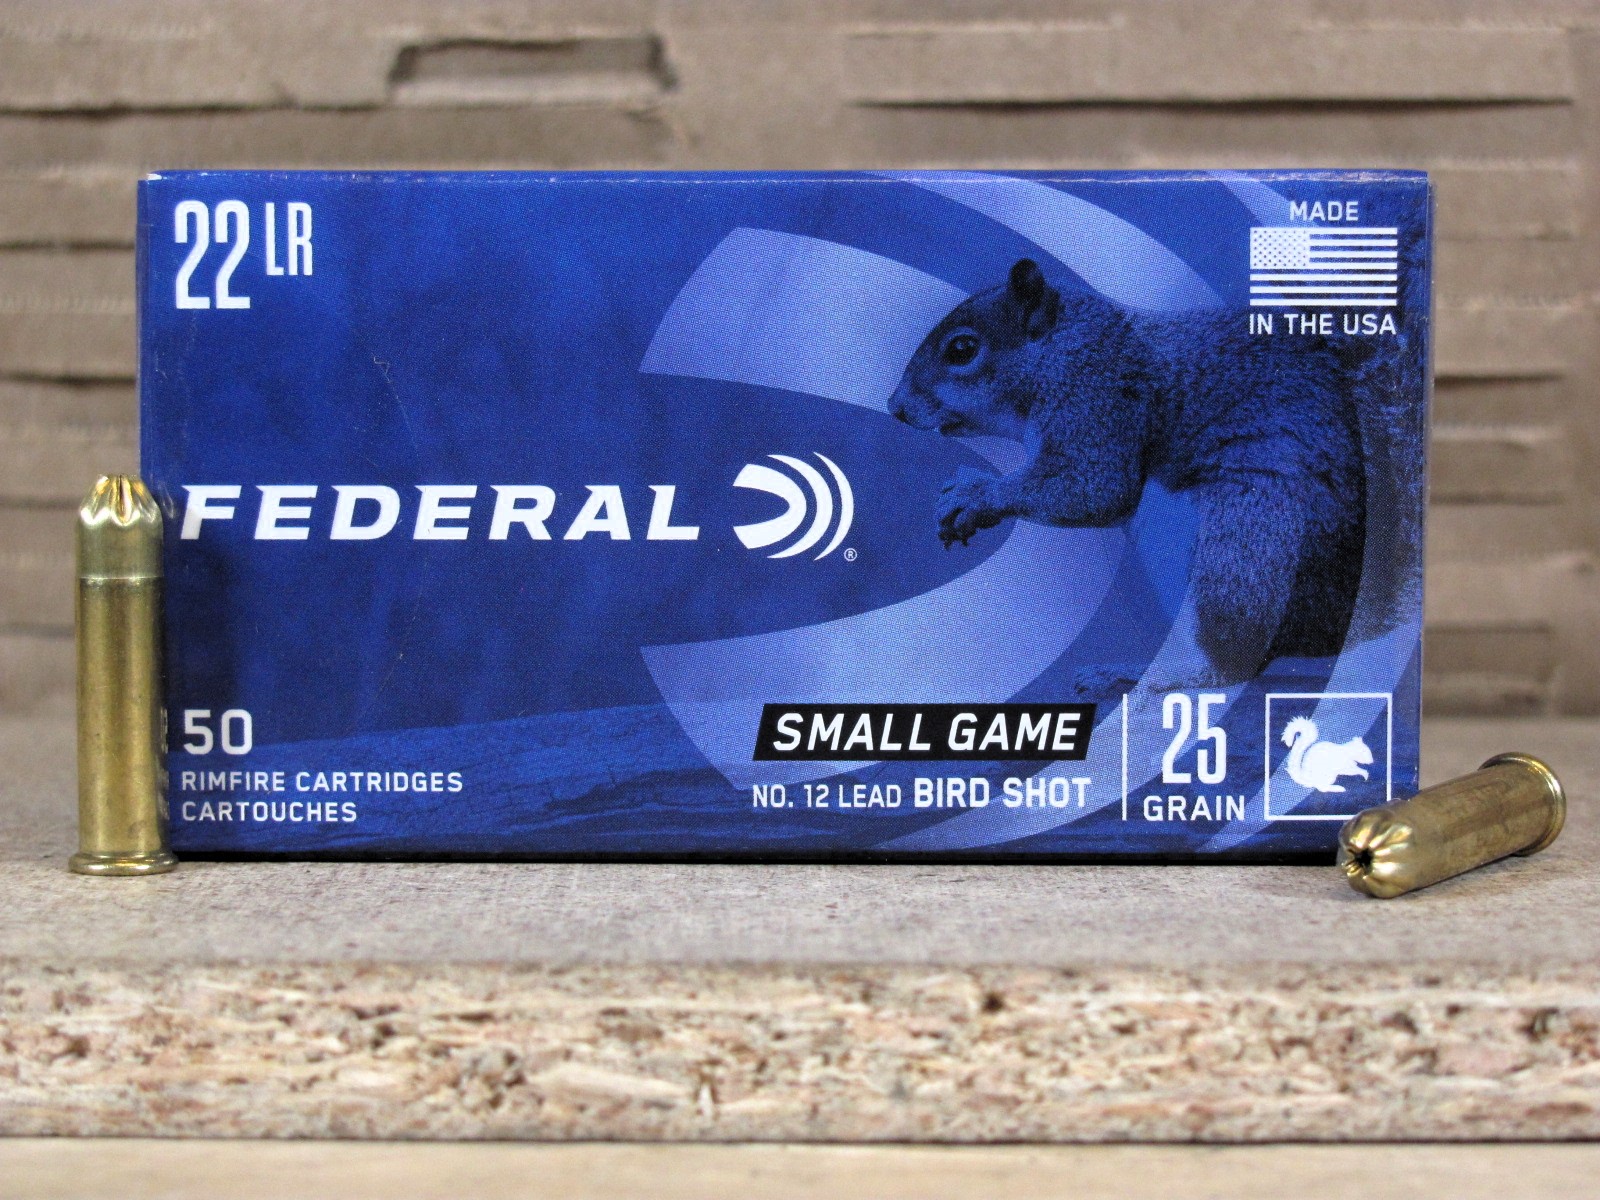 22 LR
MADE
IN THE USA
FEDERAL
®
50
RIMFIRE CARTRIDGES
CARTOUCHES
SMALL GAME
NO. 12 LEAD BIRD SHOT
25
GRAIN